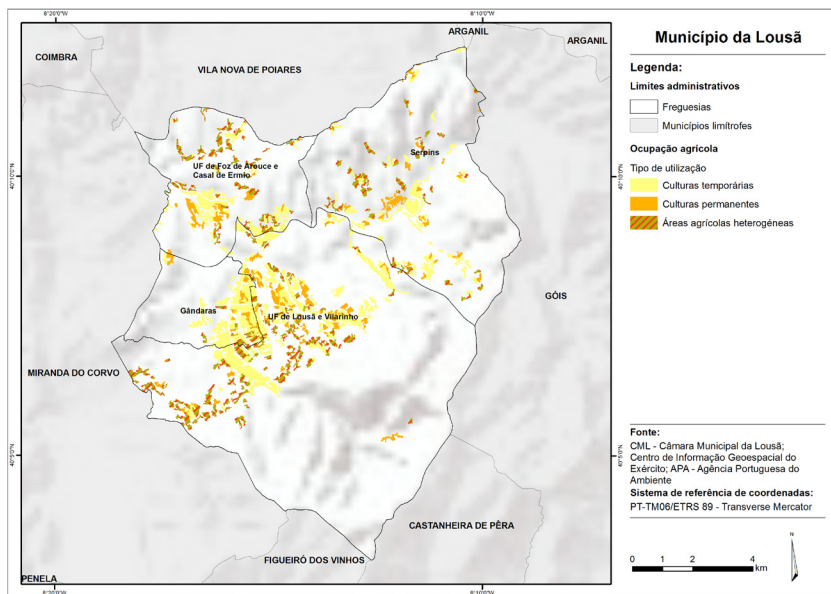 8°20'0"W
8°10'0"W
ARGANIL
ARGANIL
COIMBRA
VILA NOVA DE POIARES
Serpins
UF de Foz de Arouce e
Casal de Ermio
40°10'0"N
40°10'0"N
GÓIS
Gândaras
UF de Lousã e Vilarinho
MIRANDA DO CORVO
40°5'0"N
40°5'0"N
CASTANHEIRA DE PÊRA
FIGUEIRÓ DOS VINHOS
PENELA
8°20'0"W
8°10'0"W
Município da Lousã
Legenda:
Limites administrativos
Freguesias
Municípios limítrofes
Ocupação agrícola
Tipo de utilização
Culturas temporárias
Culturas permanentes
Áreas agrícolas heterogéneas
Fonte:
CML - Câmara Municipal da Lousã;
Centro de Informação Geoespacial do
Exército; APA - Agência Portuguesa do
Ambiente
Sistema de referência de coordenadas:
PT-TM06/ETRS 89 - Transverse Mercator
N
0 1 2 4
km